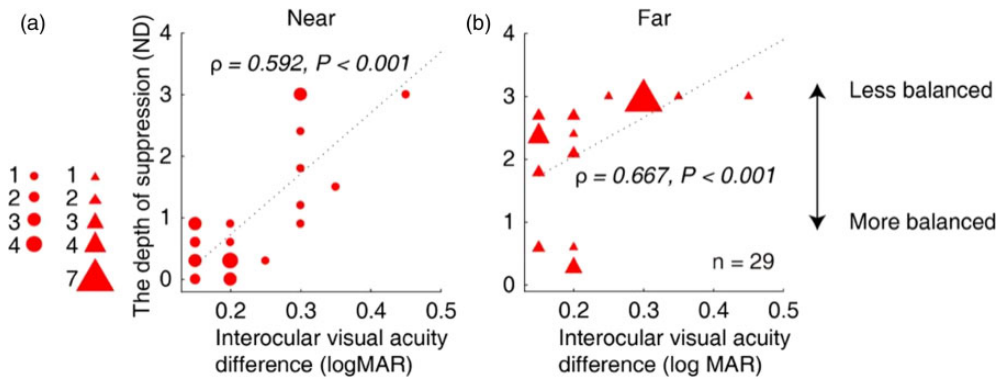 (a)
Near
The depth of suppression (ND)
4
3
2
1
0
ρ = 0.592, P < 0.001
0.2 0.3 0.4 0.5
Interocular visual acuity
difference (logMAR)
1 1
2 2
3 3
4 4
7
(b)
Far
4
3
2
1
0
ρ = 0.667, P < 0.001
n = 29
0.2 0.3 0.4 0.5
Interocular visual acuity
difference (log MAR)
Less balanced
More balanced